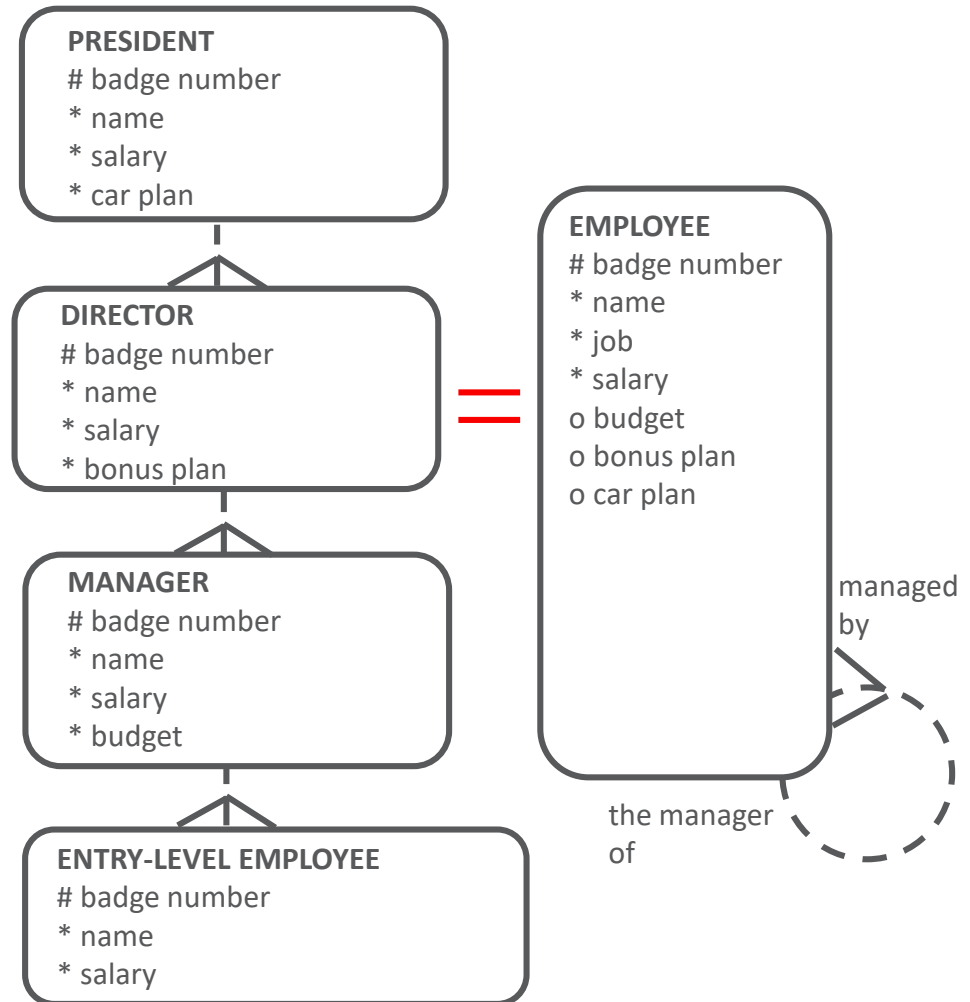 PRESIDENT
# badge number
* name
* salary
* car plan
DIRECTOR
# badge number
* name
* salary
* bonus plan
MANAGER
# badge number
* name
* salary
* budget
ENTRY-LEVEL EMPLOYEE
# badge number
* name
* salary
EMPLOYEE
# badge number
* name
* job
* salary
o budget
o bonus plan
o car plan
managed
by
the manager
of